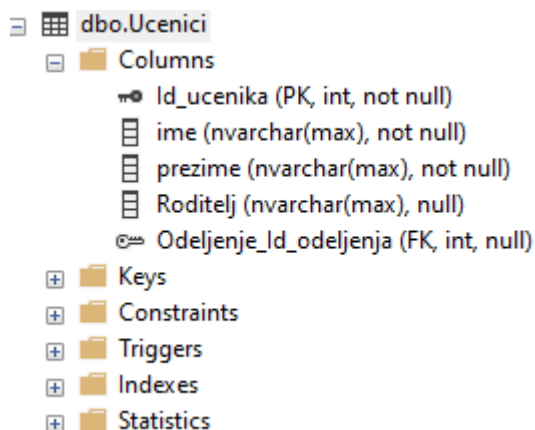 dbo.Ucenici
Columns
Id_ucenika (PK, int, not null)
ime (nvarchar(max), not null)
prezime (nvarchar(max), not null)
Roditelj (nvarchar(max), null)
Odeljenje_Id_odeljenja (FK, int, null)
Keys
Constraints
Triggers
Indexes
Statistics